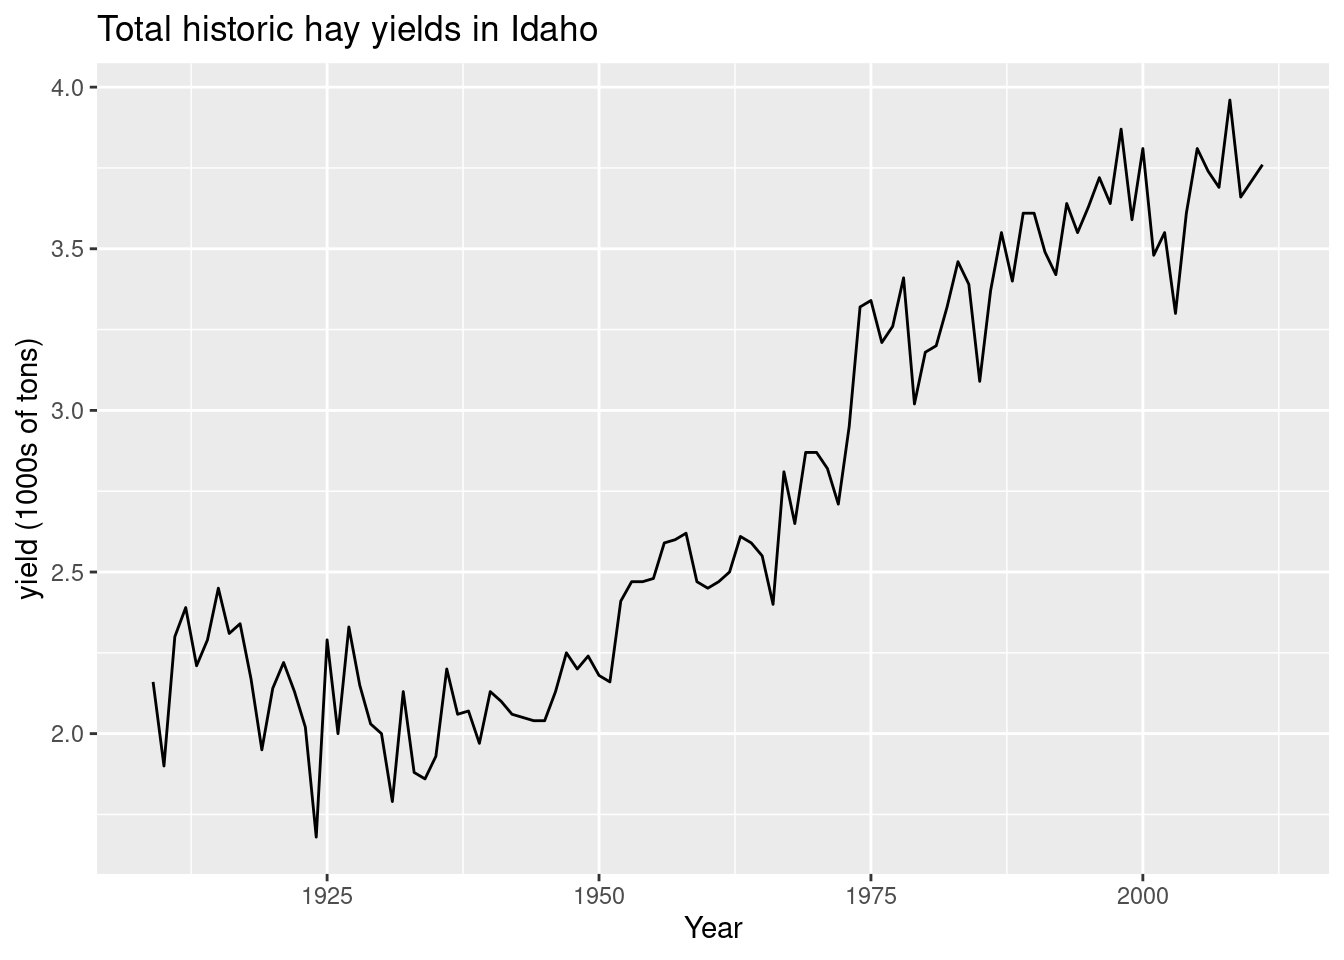 Total historic hay yields in Idaho
4.0
3.5
3.0
2.5
2.0
yield (1000s of tons)
1925 1950 1975 2000
Year